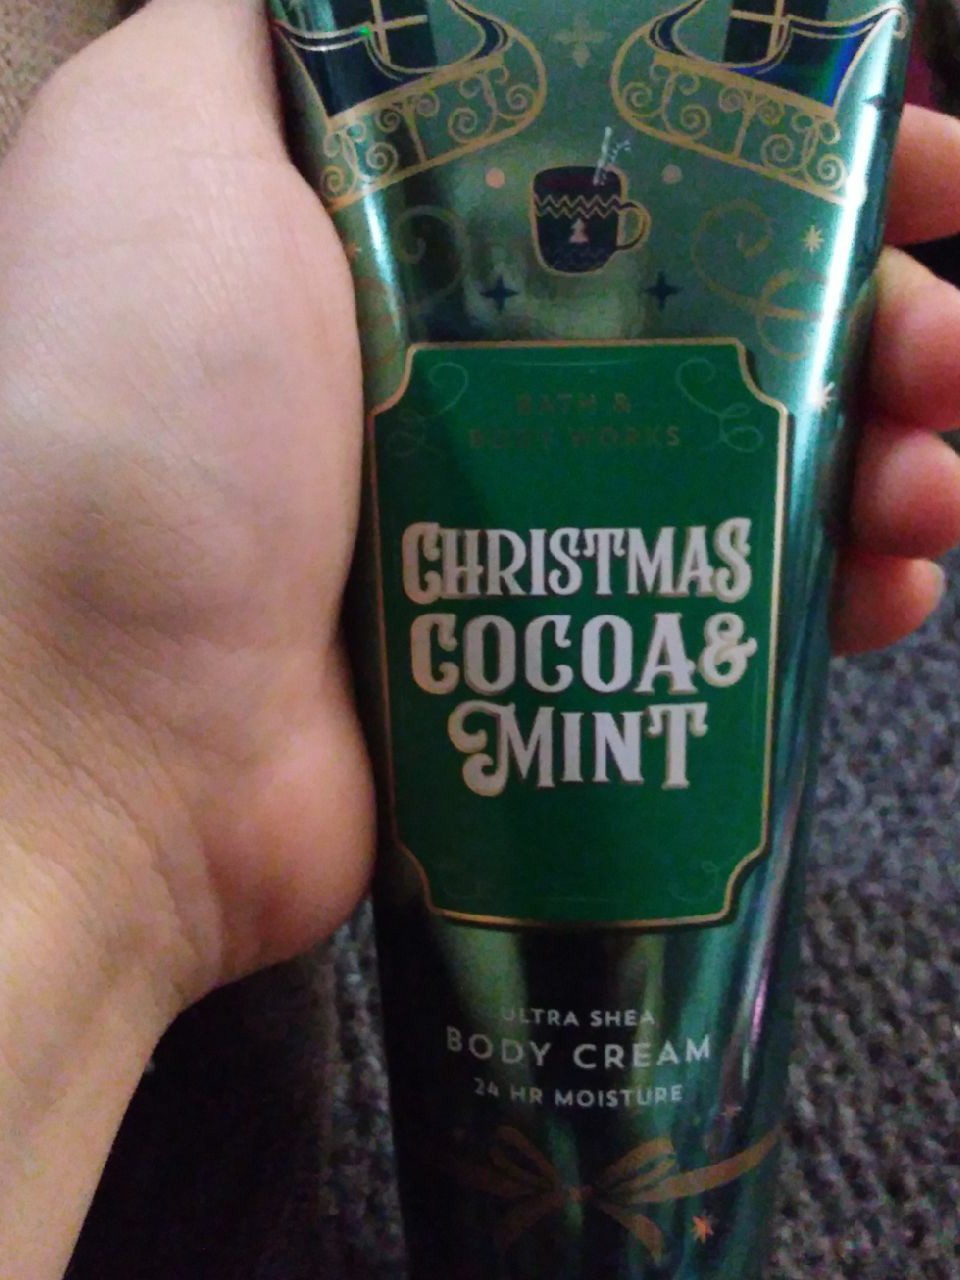 BATH &
BODY WORKS
CHRISTMAS
COCOA&
MINT
ULTRA SHEA
BODY CREAM
24 HR MOISTURE